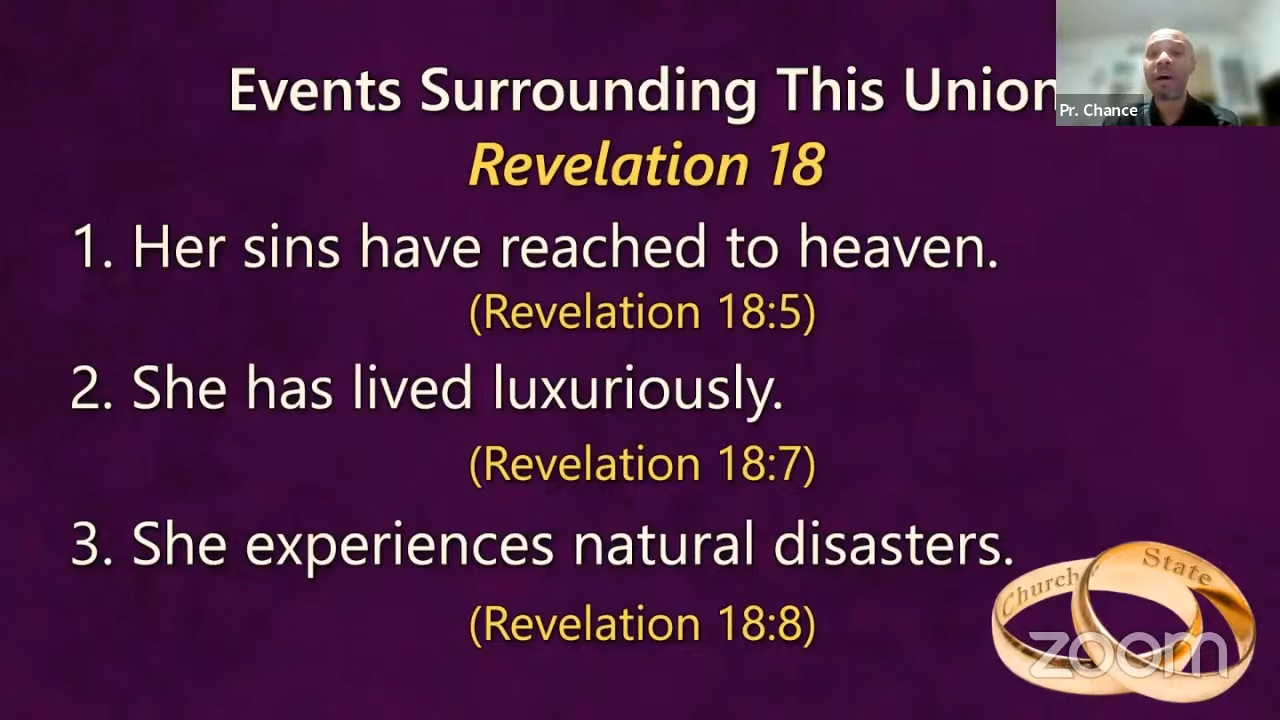 Events Surrounding This Union
Pr. Chance
Revelation 18
1. Her sins have reached to heaven.
(Revelation 18:5)
2. She has lived luxuriously.
(Revelation 18:7)
3. She experiences natural disasters.
(Revelation 18:8)
Church
State
zoom